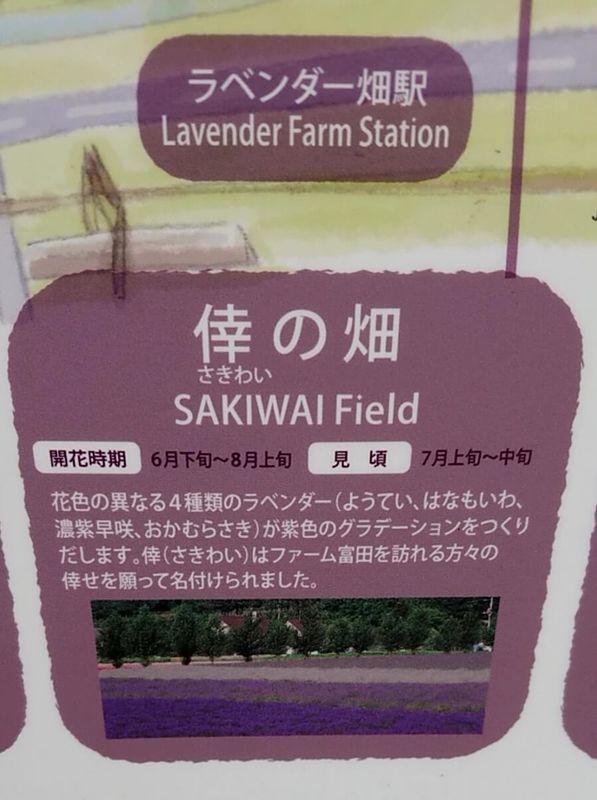 ラベンダー畑駅
Lavender Farm Station
倖の畑
さきわい
SAKIWAI Field
開花時期 6月下旬〜8月上旬 見頃 7月上旬〜中旬
花色の異なる4種類のラベンダー(ようてい、はなもいわ、
濃紫早咲、おかむらさき)が紫色のグラデーションをつくり
だします。倖(さきわい)はファーム富田を訪れる方々の
倖せを願って名付けられました。